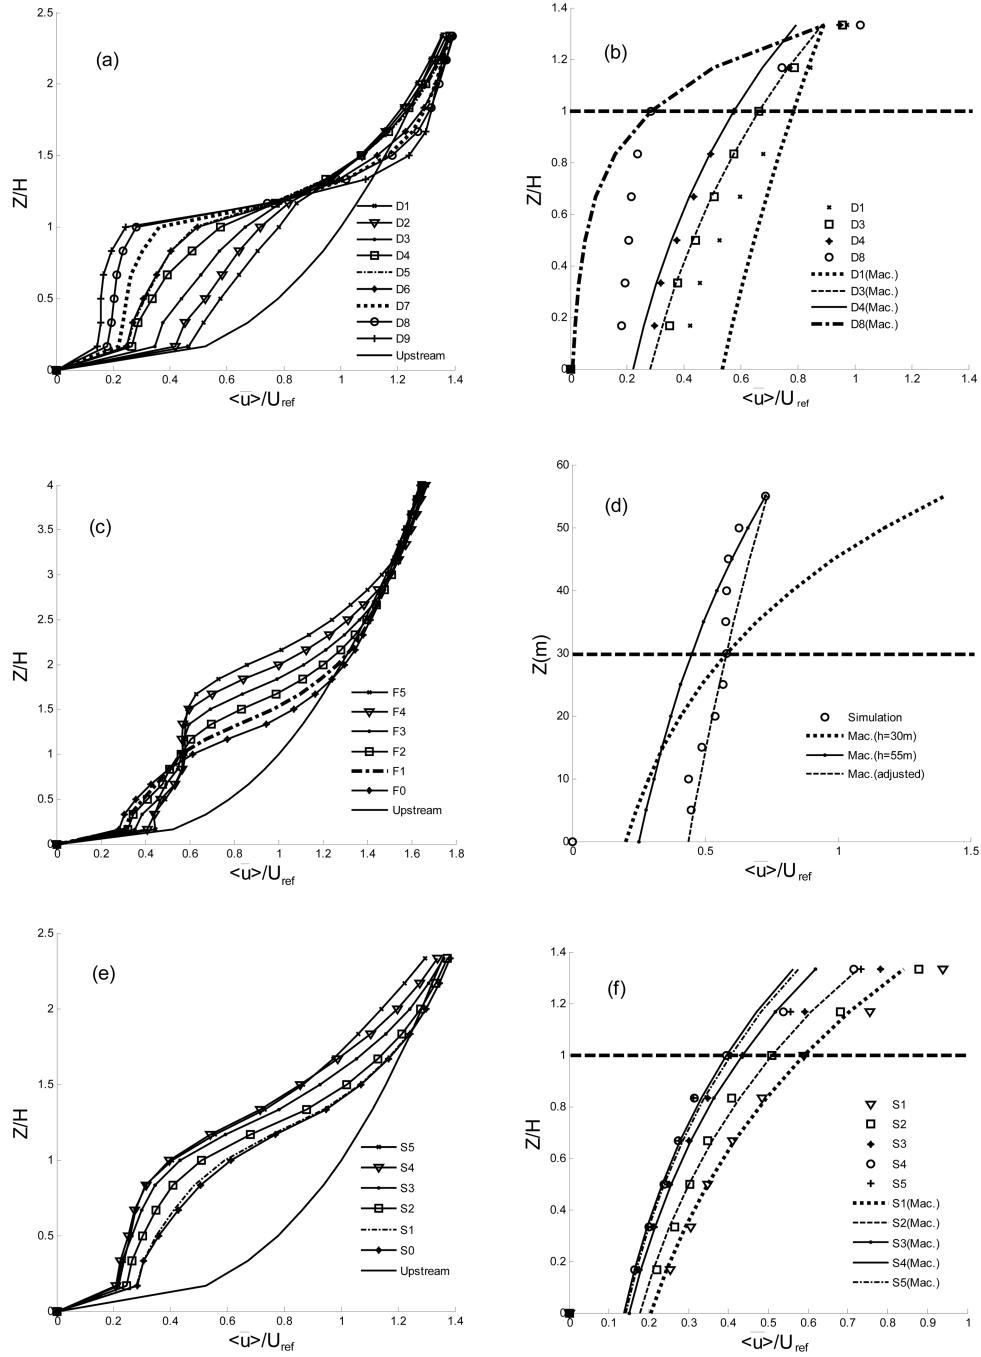 2.5
2
1.5
1
0.5
0
Z/H
(a)
D1
D2
D3
D4
D5
D6
D7
D8
D9
Upstream
0 0.2 0.4 0.6 0.8 1 1.2 1.4
<u̅>/U_ref
1.4
1.2
1
0.8
0.6
0.4
0.2
0
Z/H
(b)
D1
D3
D4
D8
D1(Mac.)
D3(Mac.)
D4(Mac.)
D8(Mac.)
0 0.2 0.4 0.6 0.8 1 1.2 1.4
<u̅>/U_ref
4
3.5
3
2.5
2
1.5
1
0.5
0
Z/H
(c)
F5
F4
F3
F2
F1
F0
Upstream
0 0.2 0.4 0.6 0.8 1 1.2 1.4 1.6 1.8
<u̅>/U_ref
60
50
40
30
20
10
0
Z(m)
(d)
Simulation
Mac.(h=30m)
Mac.(h=55m)
Mac.(adjusted)
0 0.5 1 1.5
<u̅>/U_ref
2.5
2
1.5
1
0.5
0
Z/H
(e)
S5
S4
S3
S2
S1
S0
Upstream
0 0.2 0.4 0.6 0.8 1 1.2 1.4
<u̅>/U_ref
1.4
1.2
1
0.8
0.6
0.4
0.2
0
Z/H
(f)
S1
S2
S3
S4
S5
S1(Mac.)
S2(Mac.)
S3(Mac.)
S4(Mac.)
S5(Mac.)
0 0.1 0.2 0.3 0.4 0.5 0.6 0.7 0.8 0.9 1
<u̅>/U_ref